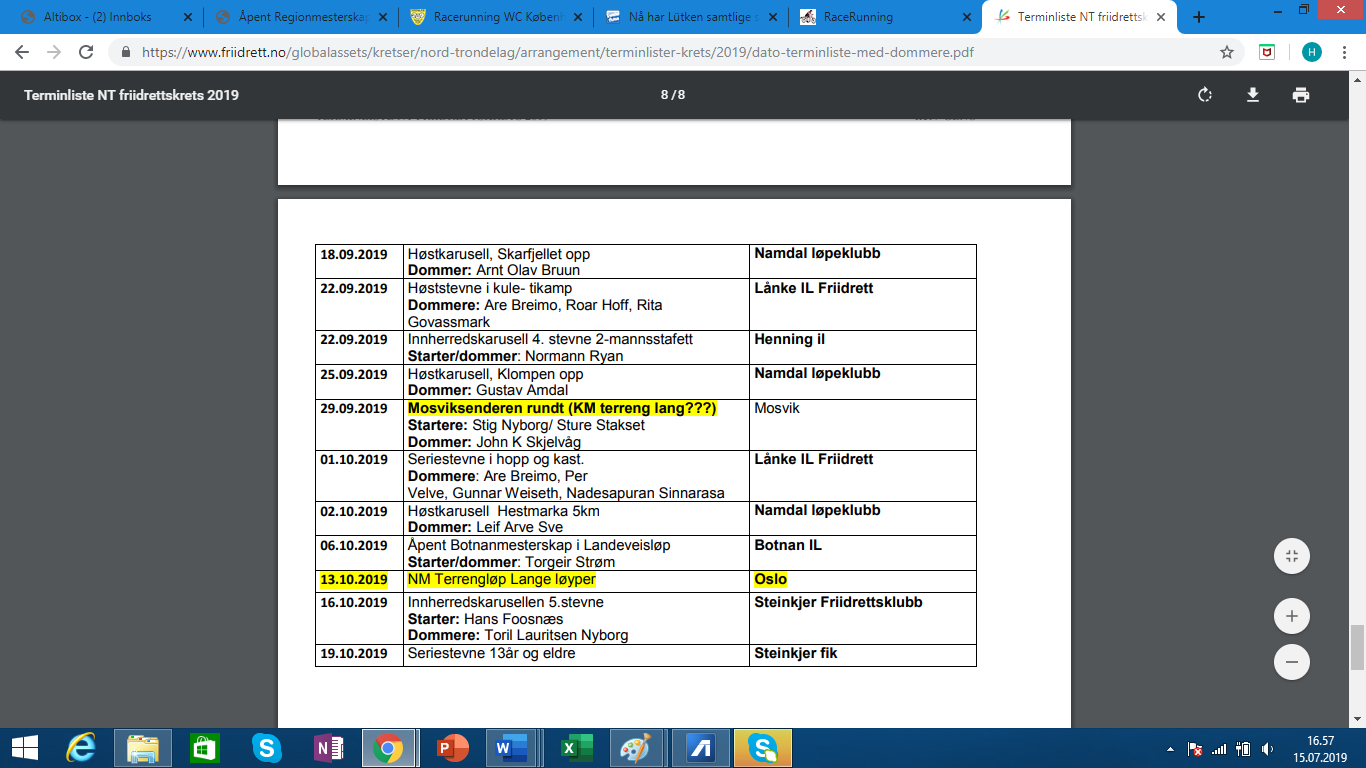 Altibox - (2) Innboks
Åpent Regionmesterskap
Racerunning WC Københ
Nå har Lütken samtlige s
RaceRunning
Terminliste NT friidrettsk
https://www.friidrett.no/globalassets/kretser/nord-trondelag/arrangement/terminlister-krets/2019/dato-terminliste-med-dommere.pdf
H
Terminliste NT friidrettskrets 2019
8 / 8
18.09.2019 Høstkarusell, Skarfjellet opp Namdal løpeklubb
Dommer: Arnt Olav Bruun
22.09.2019 Høststevne i kule- tikamp Lånke IL Friidrett
Dommere: Are Breimo, Roar Hoff, Rita
Govassmark
22.09.2019 Innherredskarusell 4. stevne 2-mannsstafett Henning il
Starter/dommer: Normann Ryan
25.09.2019 Høstkarusell, Klompen opp Namdal løpeklubb
Dommer: Gustav Amdal
29.09.2019 Mosviksenderen rundt (KM terreng lang???) Mosvik
Startere: Stig Nyborg/ Sture Stakset
Dommer: John K Skjelvåg
01.10.2019 Seriestevne i hopp og kast. Lånke IL Friidrett
Dommere: Are Breimo, Per
Velve, Gunnar Weiseth, Nadesapuran Sinnarasa
02.10.2019 Høstkarusell Hestmarka 5km Namdal løpeklubb
Dommer: Leif Arve Sve
06.10.2019 Åpent Botnanmesterskap i Landeveisløp Botnan IL
Starter/dommer: Torgeir Strøm
13.10.2019 NM Terrengløp Lange løyper Oslo
16.10.2019 Innherredskarusellen 5.stevne Steinkjer Friidrettsklubb
Starter: Hans Foosnæs
Dommere: Toril Lauritsen Nyborg
19.10.2019 Seriestevne 13år og eldre Steinkjer fik
16.57
15.07.2019